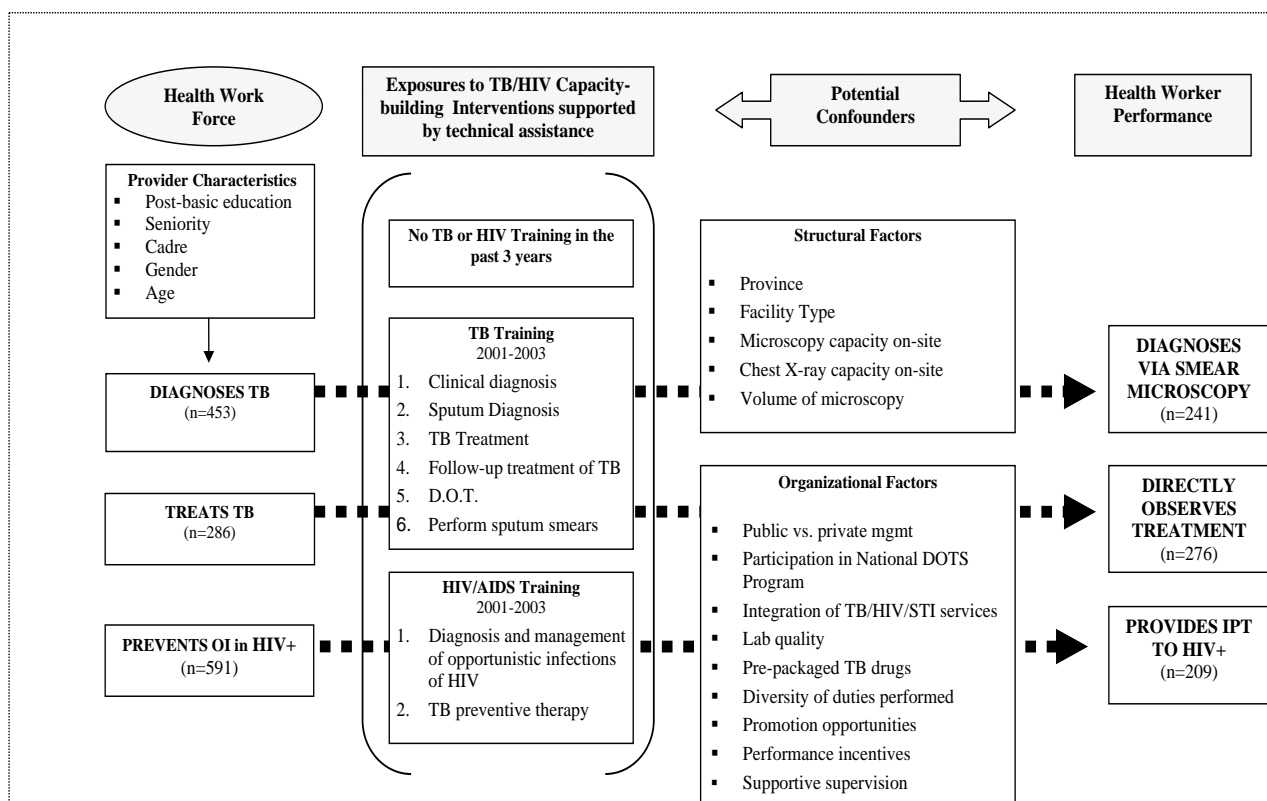 Health Work
Force
Exposures to TB/HIV Capacity-
building Interventions supported
by technical assistance
Potential
Confounders
Health Worker
Performance
Provider Characteristics
▪ Post-basic education
▪ Seniority
▪ Cadre
▪ Gender
▪ Age
DIAGNOSES TB
(n=453)
TREATS TB
(n=286)
PREVENTS OI in HIV+
(n=591)
No TB or HIV Training in the
past 3 years
TB Training
2001-2003
1. Clinical diagnosis
2. Sputum Diagnosis
3. TB Treatment
4. Follow-up treatment of TB
5. D.O.T.
6. Perform sputum smears
HIV/AIDS Training
2001-2003
1. Diagnosis and management
of opportunistic infections
of HIV
2. TB preventive therapy
Structural Factors
▪ Province
▪ Facility Type
▪ Microscopy capacity on-site
▪ Chest X-ray capacity on-site
▪ Volume of microscopy
Organizational Factors
▪ Public vs. private mgmt
▪ Participation in National DOTS
Program
▪ Integration of TB/HIV/STI services
▪ Lab quality
▪ Pre-packaged TB drugs
▪ Diversity of duties performed
▪ Promotion opportunities
▪ Performance incentives
▪ Supportive supervision
DIAGNOSES
VIA SMEAR
MICROSCOPY
(n=241)
DIRECTLY
OBSERVES
TREATMENT
(n=276)
PROVIDES IPT
TO HIV+
(n=209)